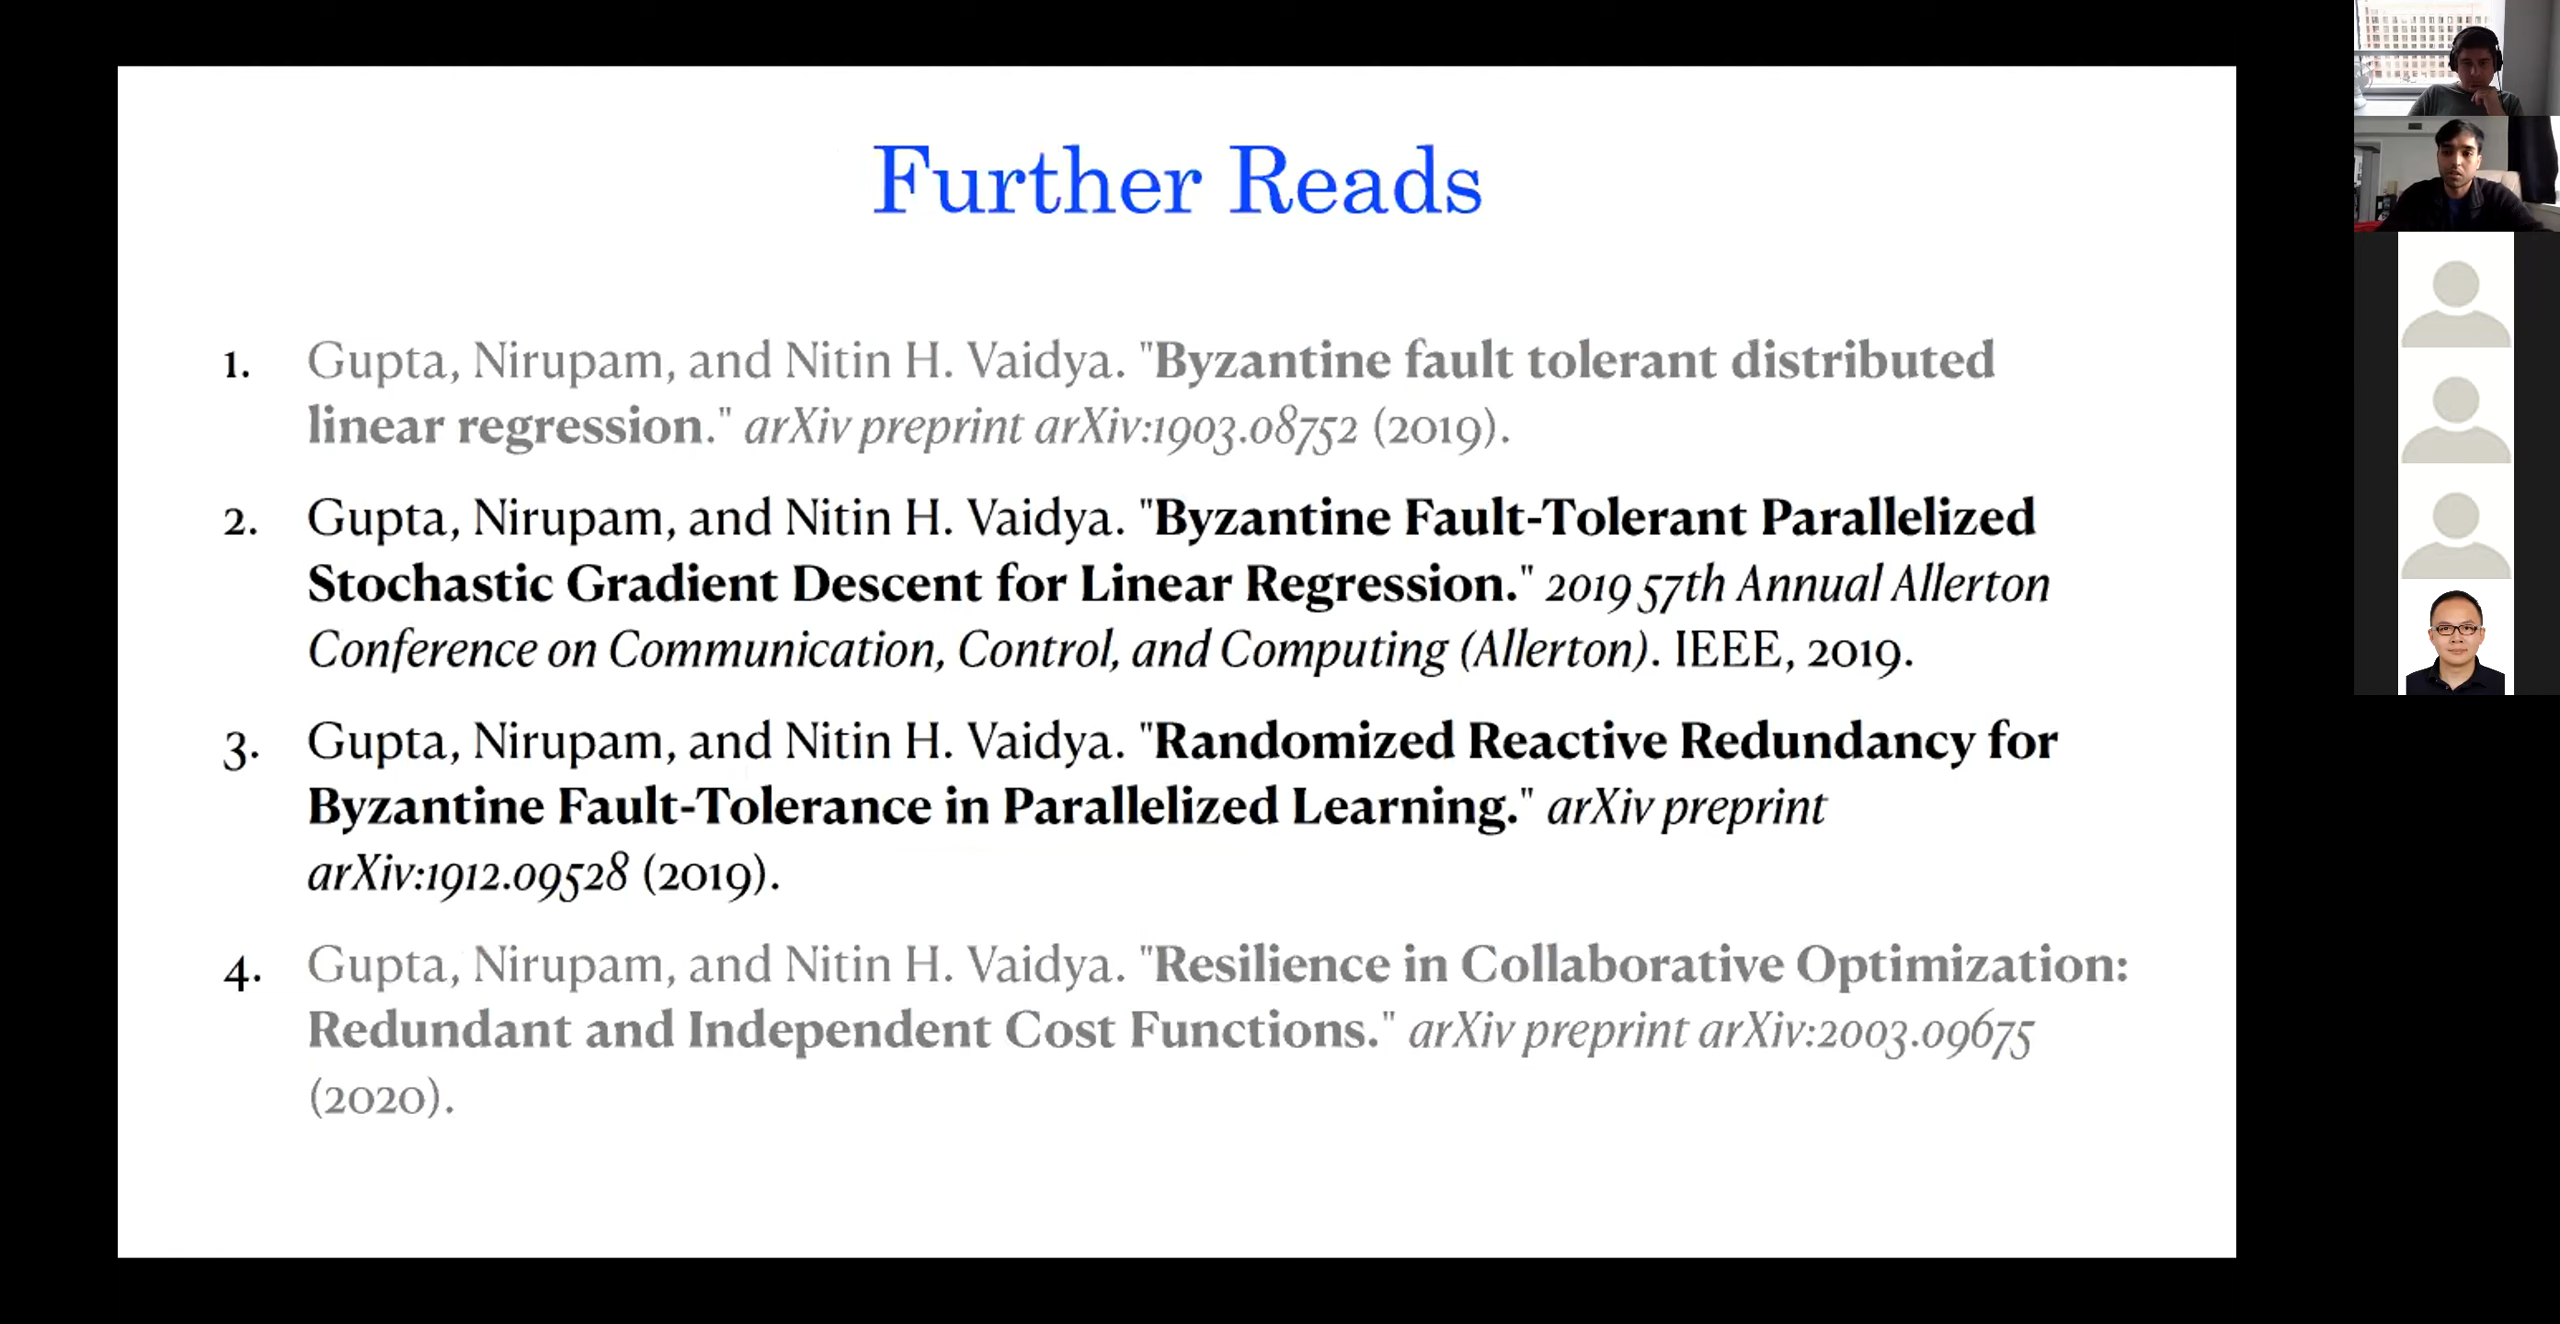 Further Reads
1. Gupta, Nirupam, and Nitin H. Vaidya. "Byzantine fault tolerant distributed
linear regression." arXiv preprint arXiv:1903.08752 (2019).
2. Gupta, Nirupam, and Nitin H. Vaidya. "Byzantine Fault-Tolerant Parallelized
Stochastic Gradient Descent for Linear Regression." 2019 57th Annual Allerton
Conference on Communication, Control, and Computing (Allerton). IEEE, 2019.
3. Gupta, Nirupam, and Nitin H. Vaidya. "Randomized Reactive Redundancy for
Byzantine Fault-Tolerance in Parallelized Learning." arXiv preprint
arXiv:1912.09528 (2019).
4. Gupta, Nirupam, and Nitin H. Vaidya. "Resilience in Collaborative Optimization:
Redundant and Independent Cost Functions." arXiv preprint arXiv:2003.09675
(2020).